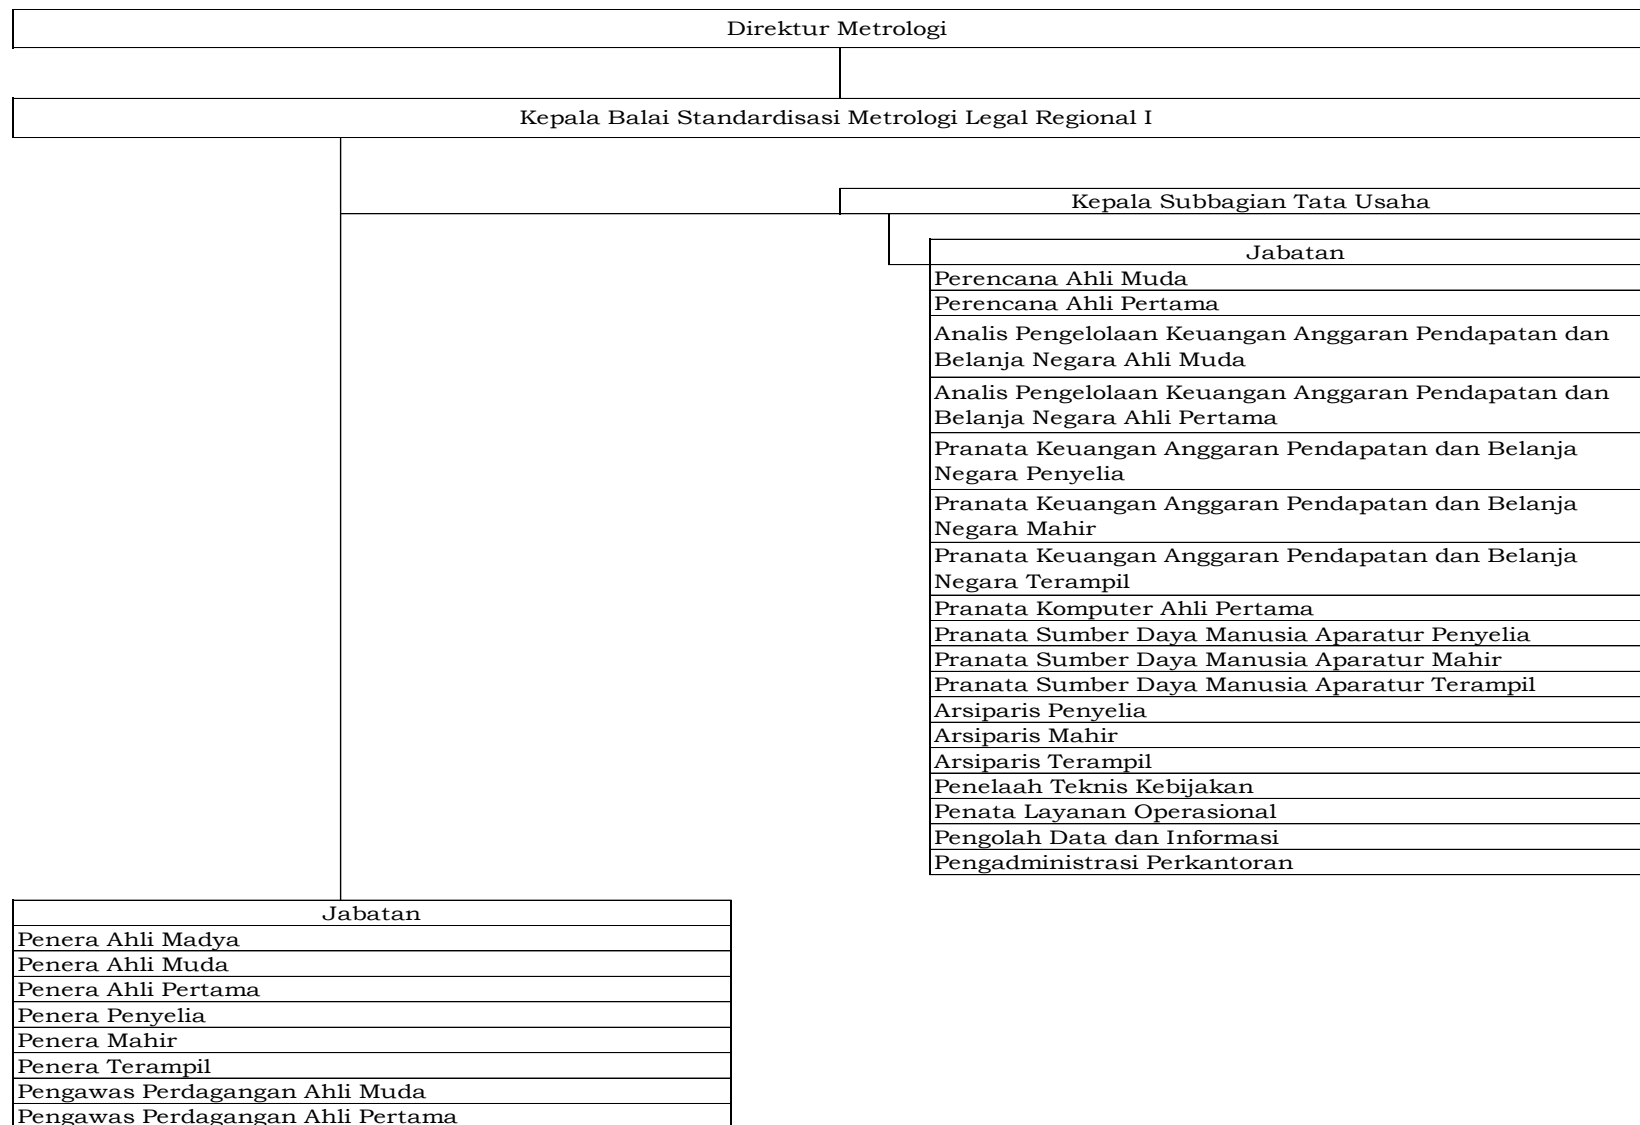 Direktur Metrologi
Kepala Balai Standardisasi Metrologi Legal Regional I
Kepala Subbagian Tata Usaha
Jabatan
Perencana Ahli Muda
Perencana Ahli Pertama
Analis Pengelolaan Keuangan Anggaran Pendapatan dan
Belanja Negara Ahli Muda
Analis Pengelolaan Keuangan Anggaran Pendapatan dan
Belanja Negara Ahli Pertama
Pranata Keuangan Anggaran Pendapatan dan Belanja
Negara Penyelia
Pranata Keuangan Anggaran Pendapatan dan Belanja
Negara Mahir
Pranata Keuangan Anggaran Pendapatan dan Belanja
Negara Terampil
Pranata Komputer Ahli Pertama
Pranata Sumber Daya Manusia Aparatur Penyelia
Pranata Sumber Daya Manusia Aparatur Mahir
Pranata Sumber Daya Manusia Aparatur Terampil
Arsiparis Penyelia
Arsiparis Mahir
Arsiparis Terampil
Penelaah Teknis Kebijakan
Penata Layanan Operasional
Pengolah Data dan Informasi
Pengadministrasi Perkantoran
Jabatan
Penera Ahli Madya
Penera Ahli Muda
Penera Ahli Pertama
Penera Penyelia
Penera Mahir
Penera Terampil
Pengawas Perdagangan Ahli Muda
Pengawas Perdagangan Ahli Pertama